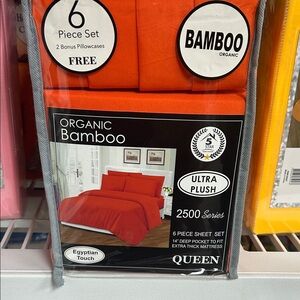 6
Piece Set
2 Bonus Pillowcases
FREE
BAMBOO
ORGANIC
ORGANIC
Bamboo
5
ULTRA
PLUSH
2500 Series
6 PIECE SHEET SET
14" DEEP POCKET TO FIT
EXTRA THICK MATTRESS
Egyptian
Touch
QUEEN